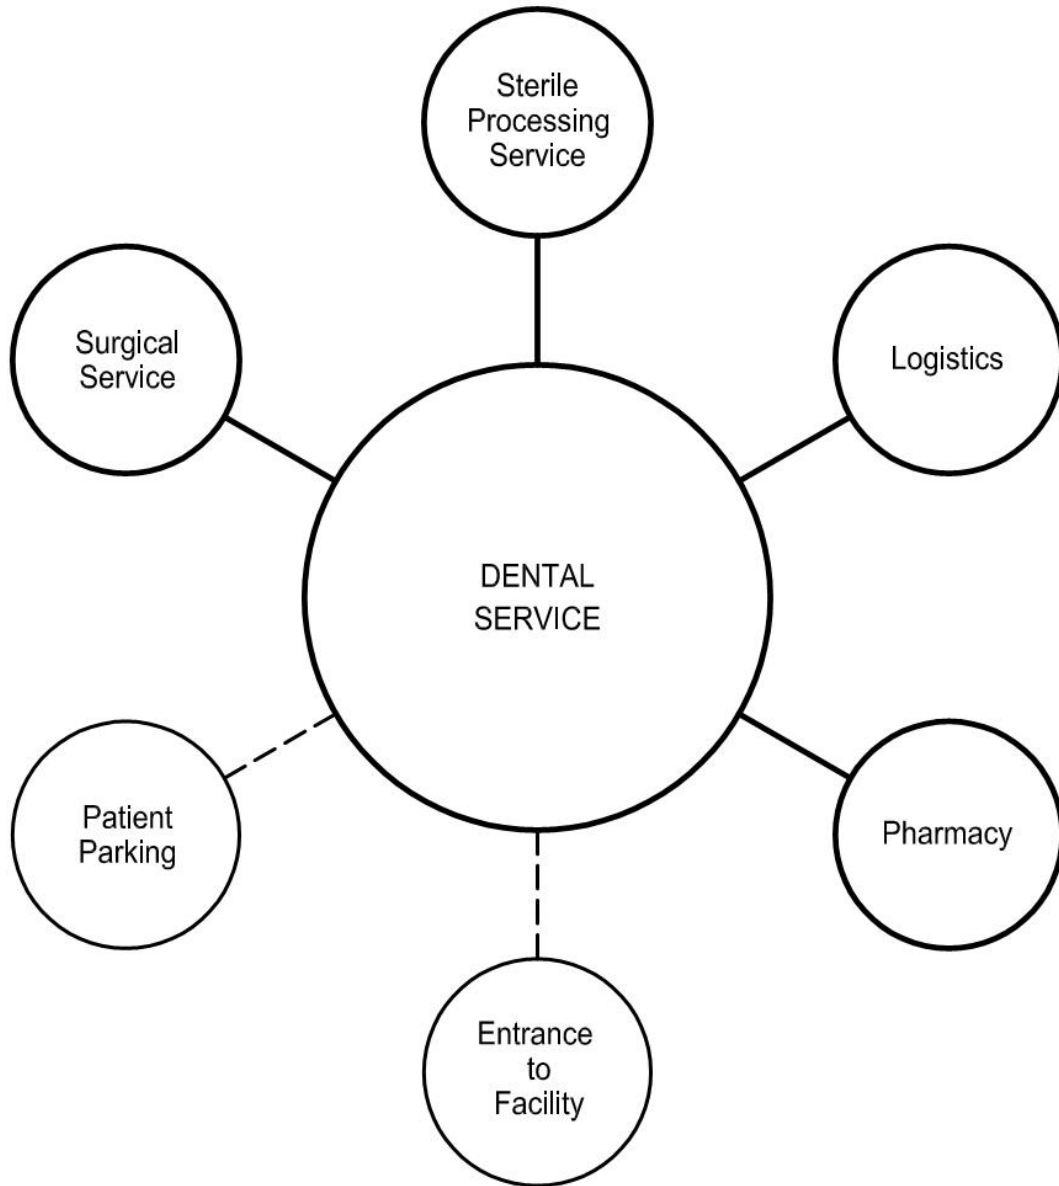 Sterile
Processing
Service
Surgical
Service
Logistics
DENTAL
SERVICE
Patient
Parking
Pharmacy
Entrance
to
Facility